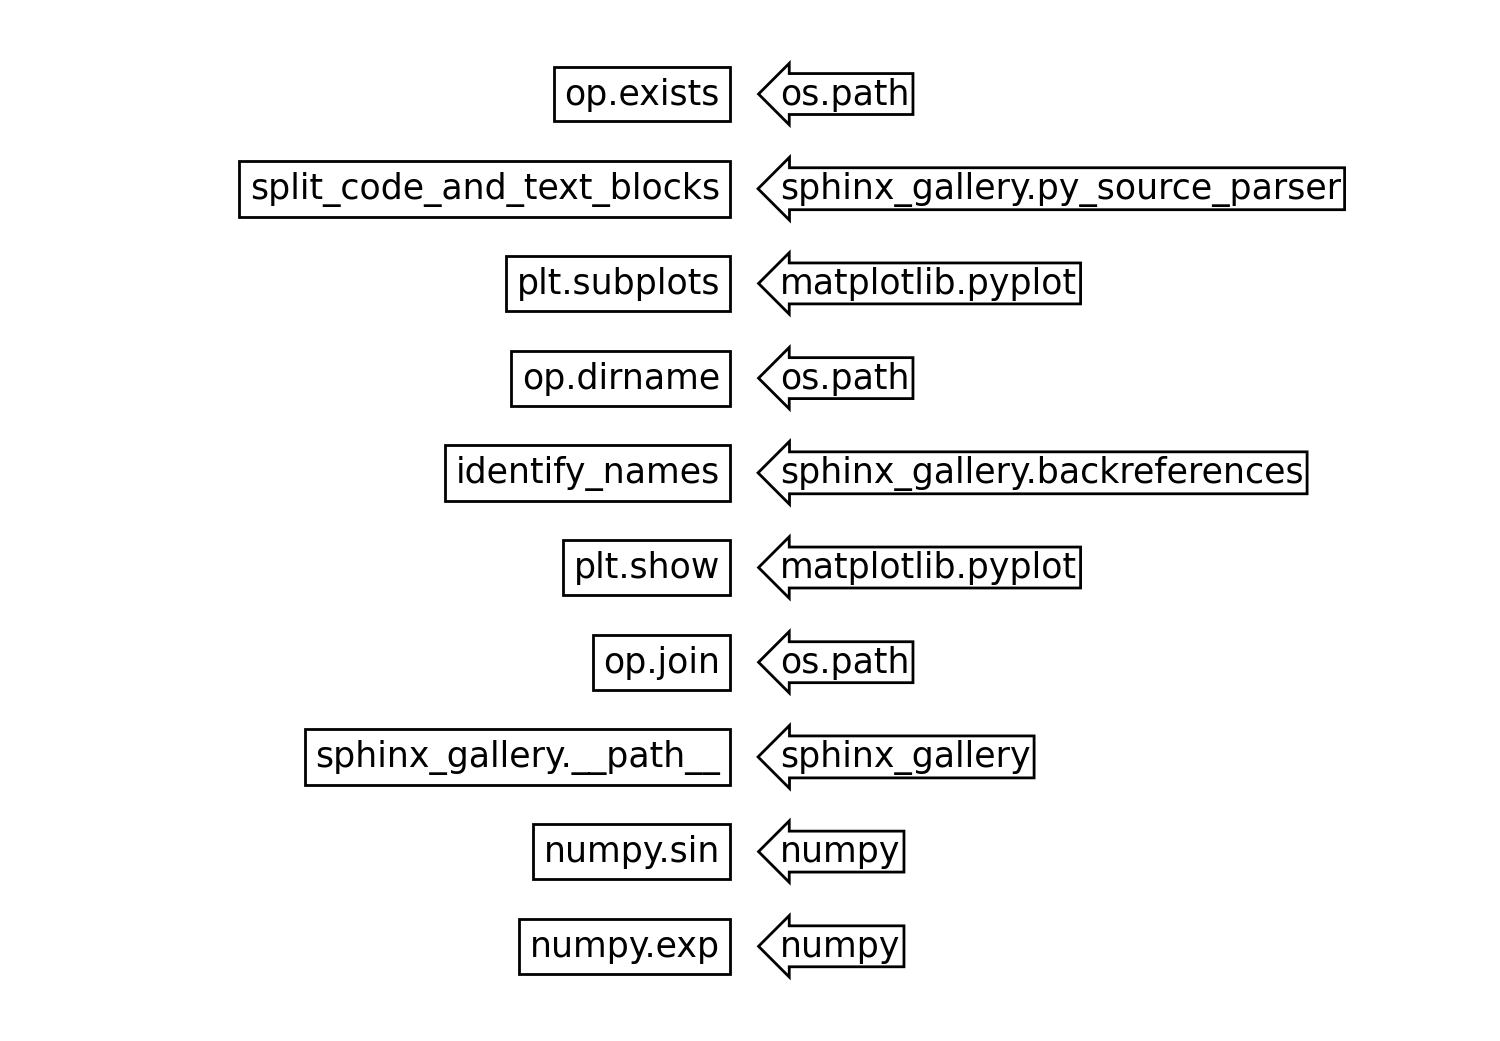 op.exists os.path
split_code_and_text_blocks sphinx_gallery.py_source_parser
plt.subplots matplotlib.pyplot
op.dirname os.path
identify_names sphinx_gallery.backreferences
plt.show matplotlib.pyplot
op.join os.path
sphinx_gallery.__path__ sphinx_gallery
numpy.sin numpy
numpy.exp numpy